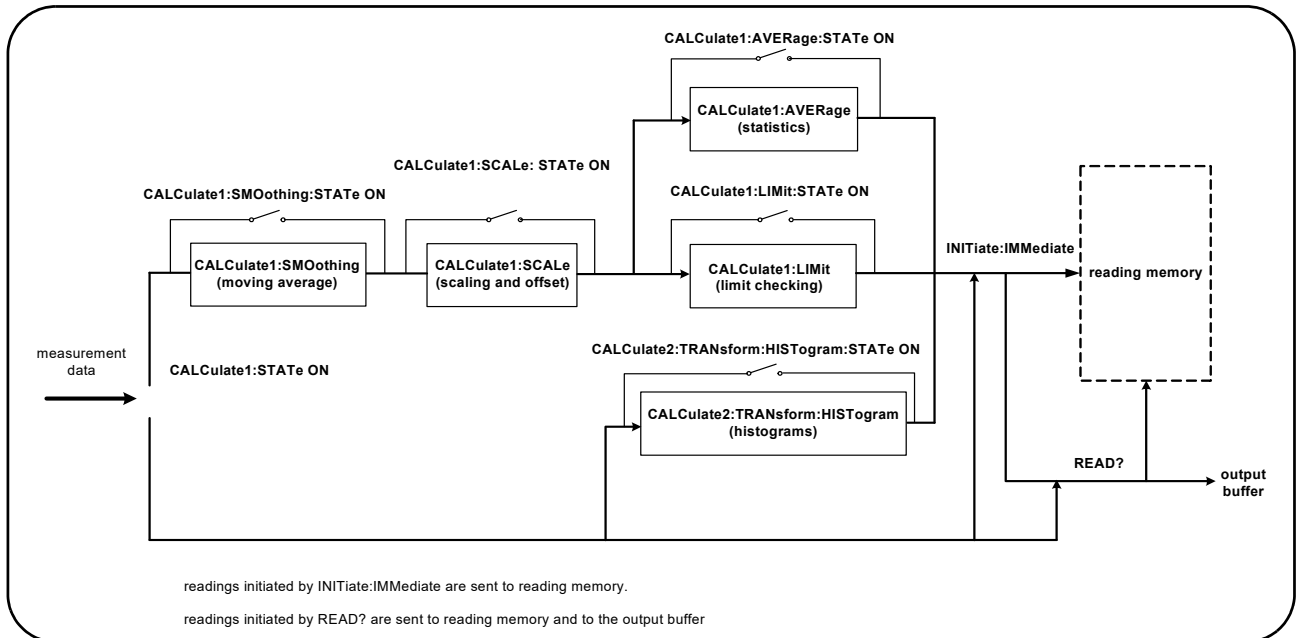 CALCulate1:AVERage:STATe ON
CALCulate1:AVERage
(statistics)
CALCulate1:SCALe: STATe ON
CALCulate1:SMOothing:STATe ON
CALCulate1:LIMit:STATe ON
INITiate:IMMediate
CALCulate1:SMOothing
(moving average)
CALCulate1:SCALe
(scaling and offset)
CALCulate1:LIMit
(limit checking)
reading memory
measurement
data
CALCulate1:STATe ON
CALCulate2:TRANsform:HISTogram:STATe ON
CALCulate2:TRANsform:HISTogram
(histograms)
READ?
output
buffer
readings initiated by INITiate:IMMediate are sent to reading memory.
readings initiated by READ? are sent to reading memory and to the output buffer